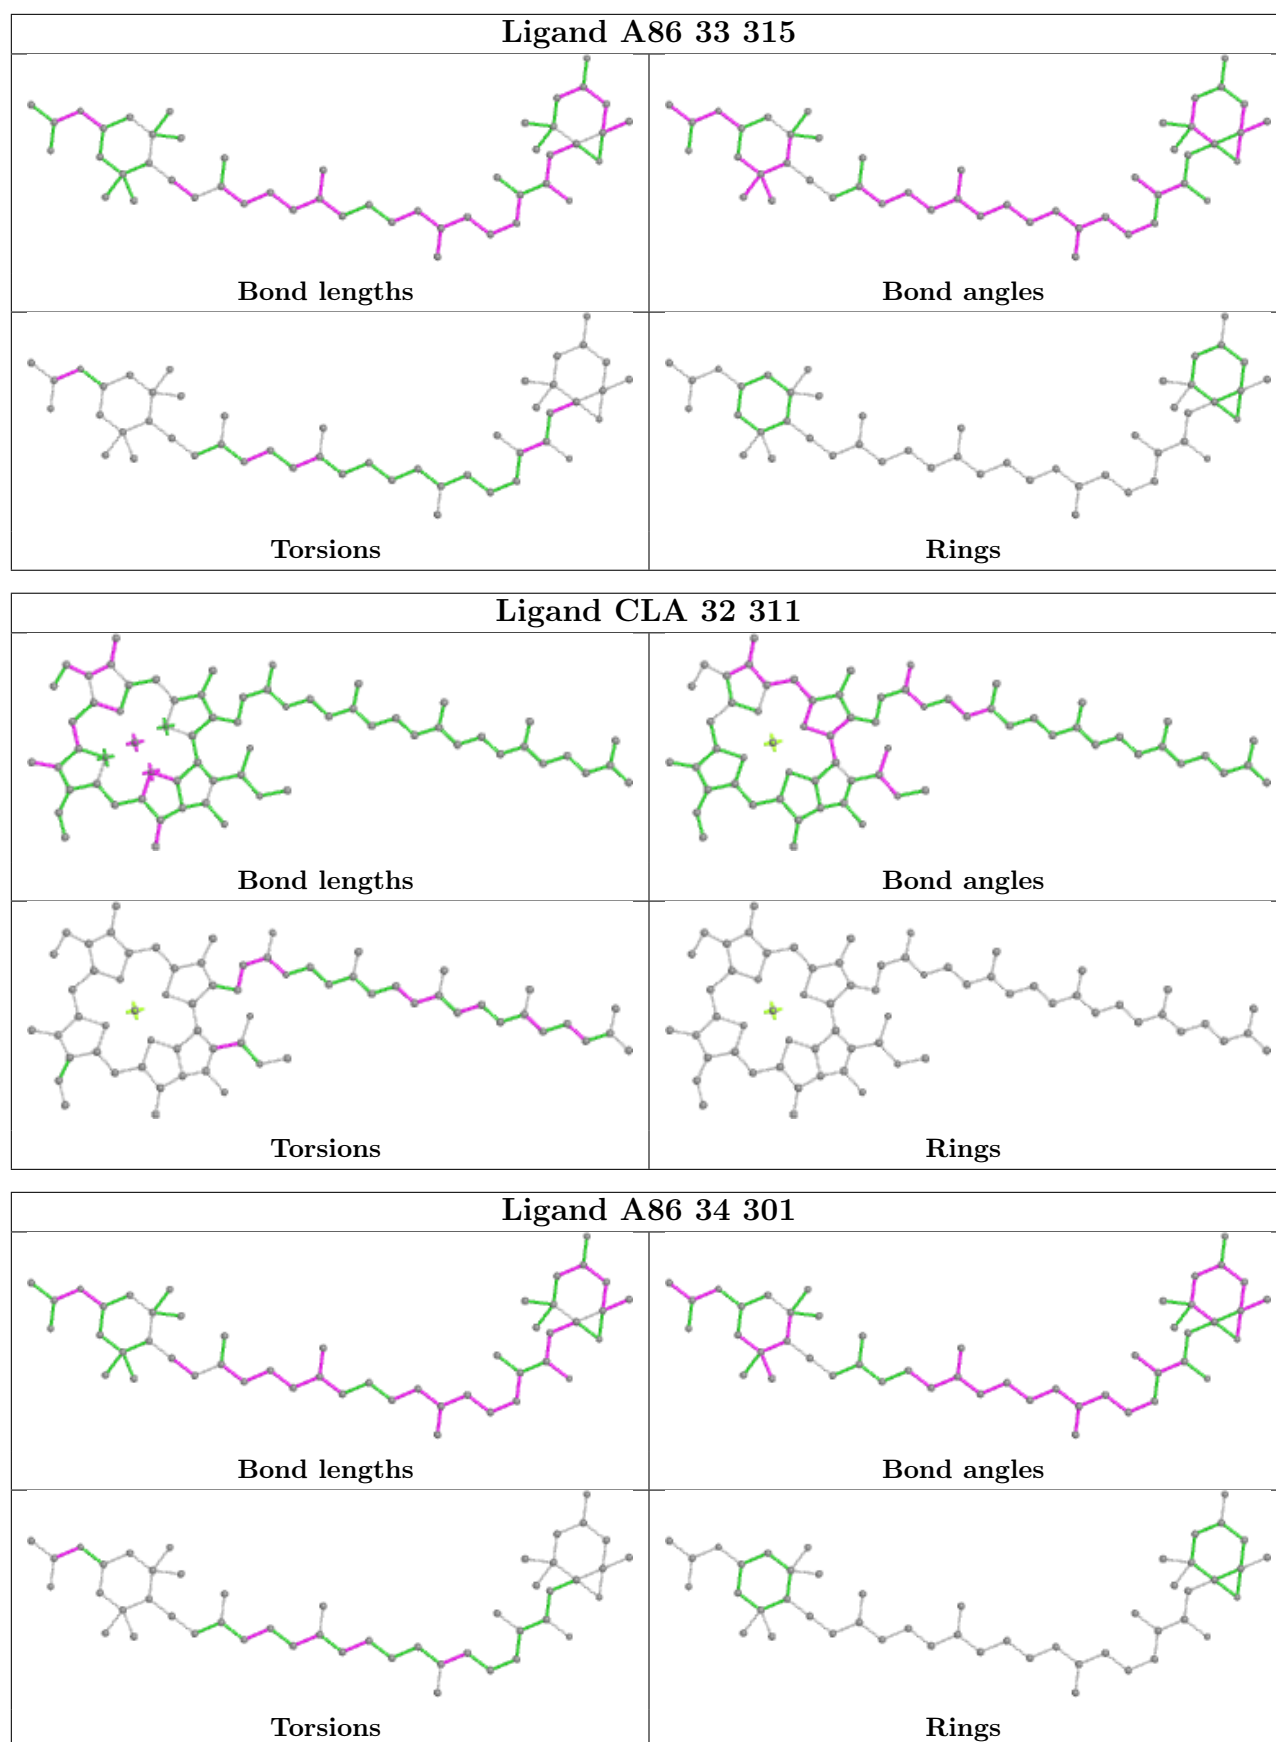 Ligand A86 33 315
Bond lengths
Bond angles
Torsions
Rings
Ligand CLA 32 311
Bond lengths
Bond angles
Torsions
Rings
Ligand A86 34 301
Bond lengths
Bond angles
Torsions
Rings